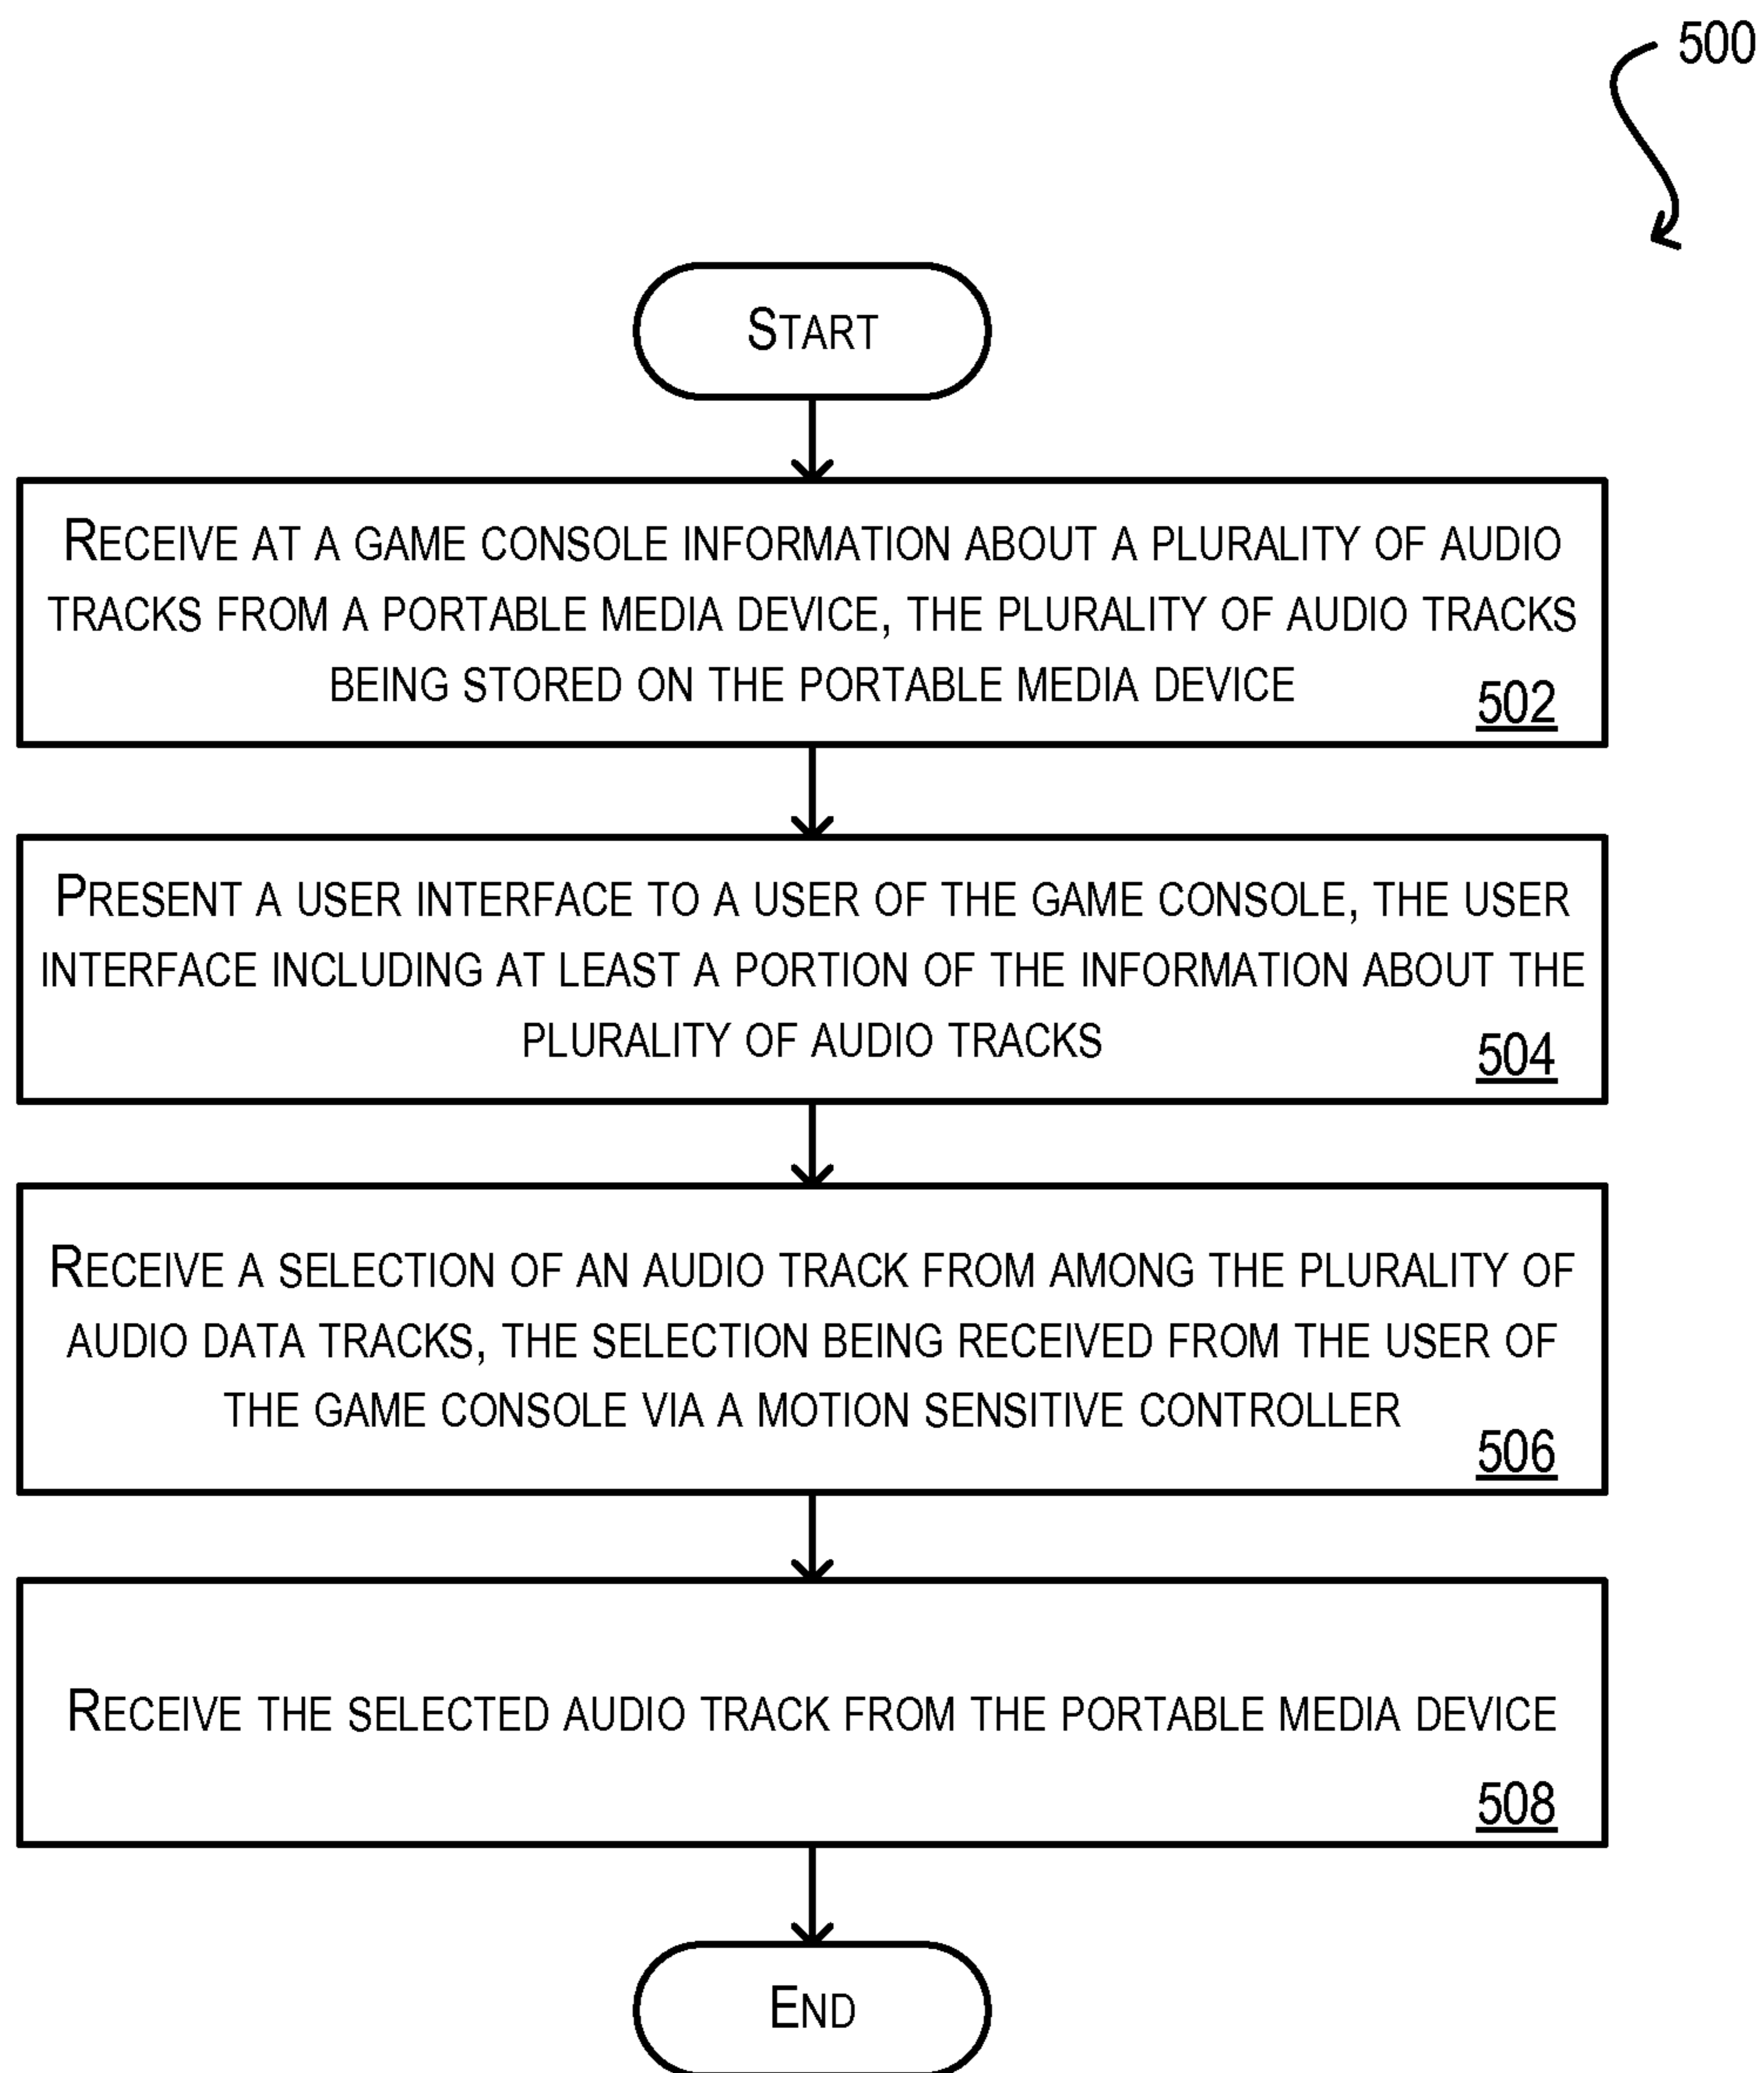 500
START
RECEIVE AT A GAME CONSOLE INFORMATION ABOUT A PLURALITY OF AUDIO
TRACKS FROM A PORTABLE MEDIA DEVICE, THE PLURALITY OF AUDIO TRACKS
BEING STORED ON THE PORTABLE MEDIA DEVICE
502
PRESENT A USER INTERFACE TO A USER OF THE GAME CONSOLE, THE USER
INTERFACE INCLUDING AT LEAST A PORTION OF THE INFORMATION ABOUT THE
PLURALITY OF AUDIO TRACKS
504
RECEIVE A SELECTION OF AN AUDIO TRACK FROM AMONG THE PLURALITY OF
AUDIO DATA TRACKS, THE SELECTION BEING RECEIVED FROM THE USER OF
THE GAME CONSOLE VIA A MOTION SENSITIVE CONTROLLER
506
RECEIVE THE SELECTED AUDIO TRACK FROM THE PORTABLE MEDIA DEVICE
508
END